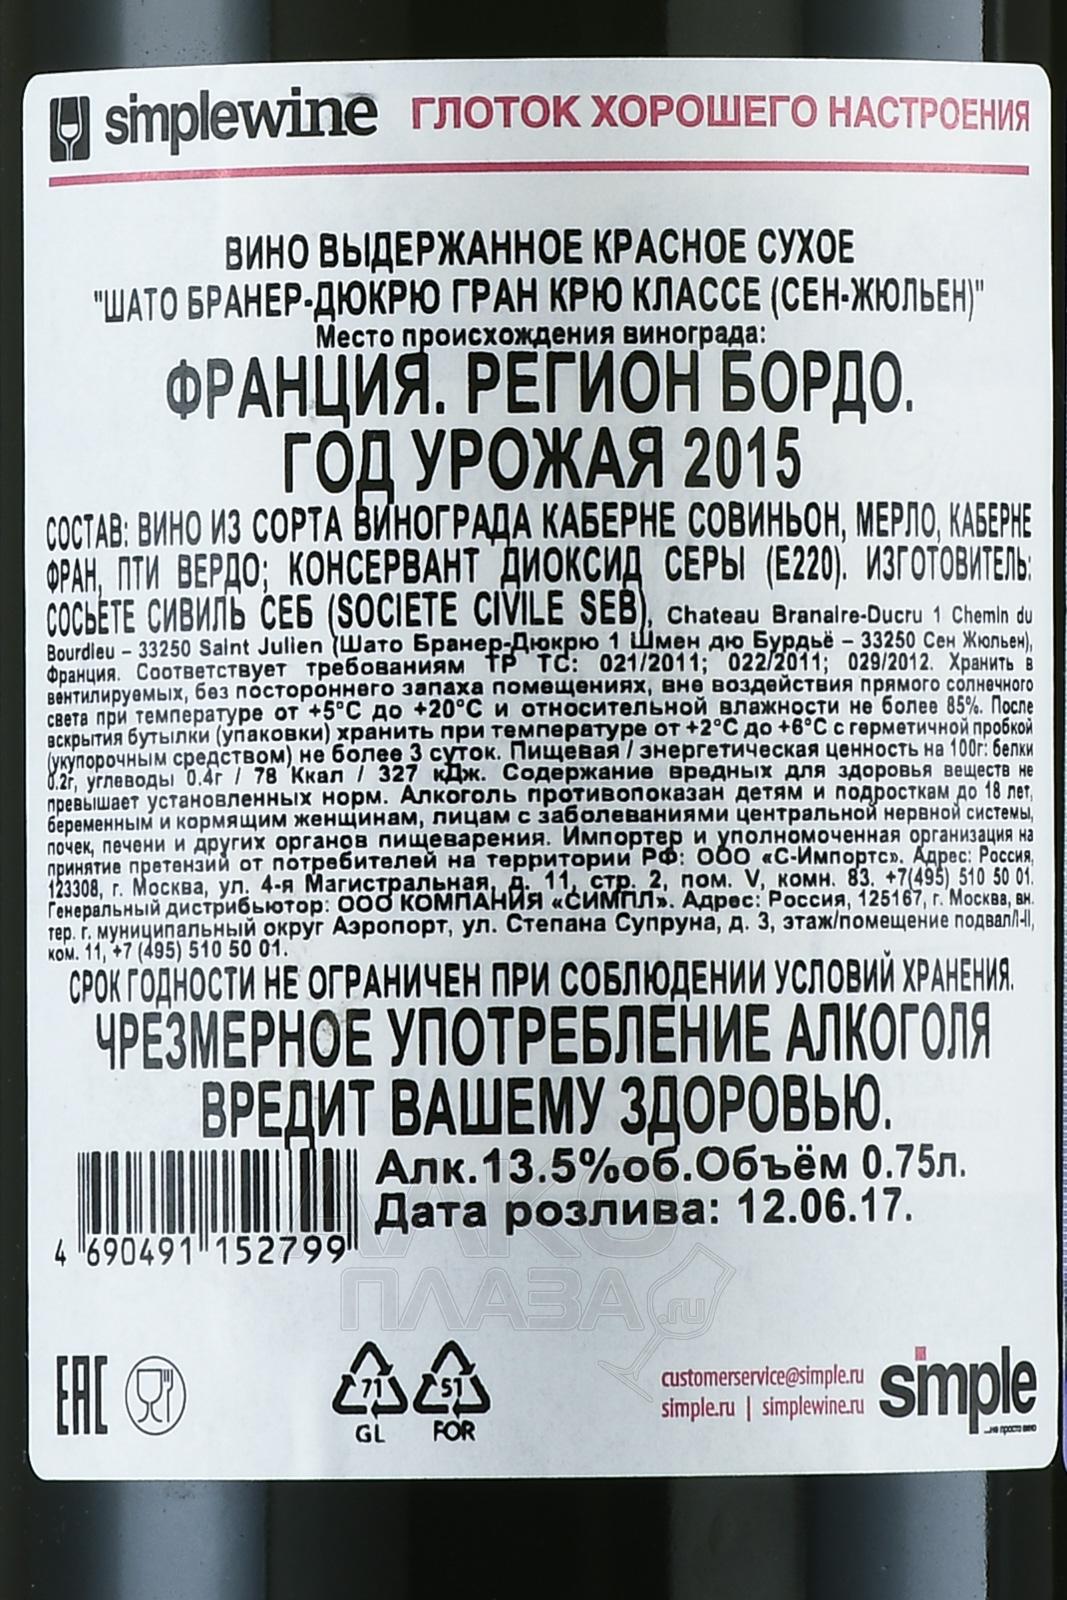 simplewine ГЛОТОК ХОРОШЕГО НАСТРОЕНИЯ
ВИНО ВЫДЕРЖАННОЕ КРАСНОЕ СУХОЕ
"ШАТО БРАНЕР-ДЮКРЮ ГРАН КРЮ КЛАССЕ (СЕН-ЖЮЛЬЕН)"
Место происхождения винограда:
ФРАНЦИЯ. РЕГИОН БОРДО.
ГОД УРОЖАЯ 2015
СОСТАВ: ВИНО ИЗ СОРТА ВИНОГРАДА КАБЕРНЕ СОВИНЬОН, МЕРЛО, КАБЕРНЕ
ФРАН, ПТИ ВЕРДО; КОНСЕРВАНТ ДИОКСИД СЕРЫ (Е220). ИЗГОТОВИТЕЛЬ:
СОСЬЕТЕ СИВИЛЬ СЕБ (SOCIETE CIVILE SEB), Chateau Branaire-Ducru 1 Chemin du
Bourdieu – 33250 Saint Julien (Шато Бранер-Дюкрю 1 Шмен дю Бурдьё – 33250 Сен Жюльен),
Франция. Соответствует требованиям ТР ТС: 021/2011; 022/2011; 029/2012. Хранить в
вентилируемых, без постороннего запаха помещениях, вне воздействия прямого солнечного
света при температуре от +5°С до +20°С и относительной влажности не более 85%. После
вскрытия бутылки (упаковки) хранить при температуре от +2°С до +6°С с герметичной пробкой
(укупорочным средством) не более 3 суток. Пищевая / энергетическая ценность на 100г: белки
0.2г, углеводы 0.4г / 78 Ккал / 327 кДж. Содержание вредных для здоровья веществ не
превышает установленных норм. Алкоголь противопоказан детям и подросткам до 18 лет,
беременным и кормящим женщинам, лицам с заболеваниями центральной нервной системы,
почек, печени и других органов пищеварения. Импортер и уполномоченная организация на
принятие претензий от потребителей на территории РФ: ООО «С-Импортс». Адрес: Россия,
123308, г. Москва, ул. 4-я Магистральная, д. 11, стр. 2, пом. V, комн. 83, +7(495) 510 50 01.
Генеральный дистрибьютор: ООО КОМПАНИЯ «СИМПЛ». Адрес: Россия, 125167, г. Москва, вн.
тер. г. муниципальный округ Аэропорт, ул. Степана Супруна, д. 3, этаж/помещение подвал/I-II,
ком. 11, +7 (495) 510 50 01.
СРОК ГОДНОСТИ НЕ ОГРАНИЧЕН ПРИ СОБЛЮДЕНИИ УСЛОВИЙ ХРАНЕНИЯ.
ЧРЕЗМЕРНОЕ УПОТРЕБЛЕНИЕ АЛКОГОЛЯ
ВРЕДИТ ВАШЕМУ ЗДОРОВЬЮ.
Алк.13.5%об.Объём 0.75л.
Дата розлива: 12.06.17.
4 690491 152799
АЛКО
ПЛАЗА
.ru
EAC
71
GL
51
FOR
customerservice@simple.ru
simple.ru | simplewine.ru
simple
...не просто вино